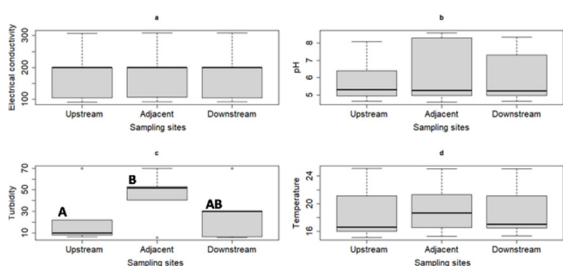 a
Electrical conductivity
300
200
100
Upstream Adjacent Downstream
Sampling sites
b
pH
8
7
6
5
Upstream Adjacent Downstream
Sampling sites
c
Turbidity
70
50
30
10
A
B
AB
Upstream Adjacent Downstream
Sampling sites
d
Temperature
24
20
16
Upstream Adjacent Downstream
Sampling sites